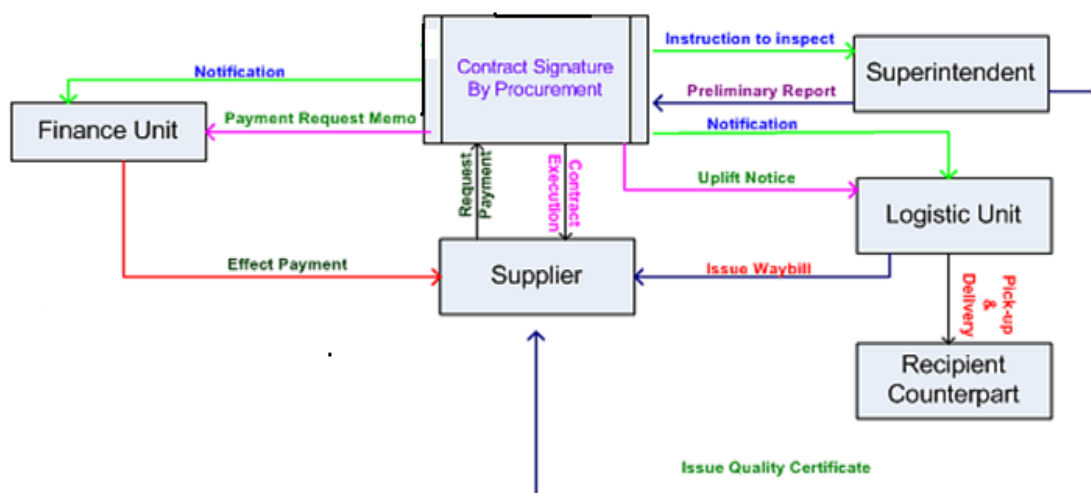 Contract Signature
By Procurement
Instruction to inspect
Superintendent
Notification
Preliminary Report
Finance Unit
Payment Request Memo
Notification
Request
Payment
Contract
Execution
Uplift Notice
Logistic Unit
Effect Payment
Supplier
Issue Waybill
Pick-up
&
Delivery
Recipient
Counterpart
Issue Quality Certificate